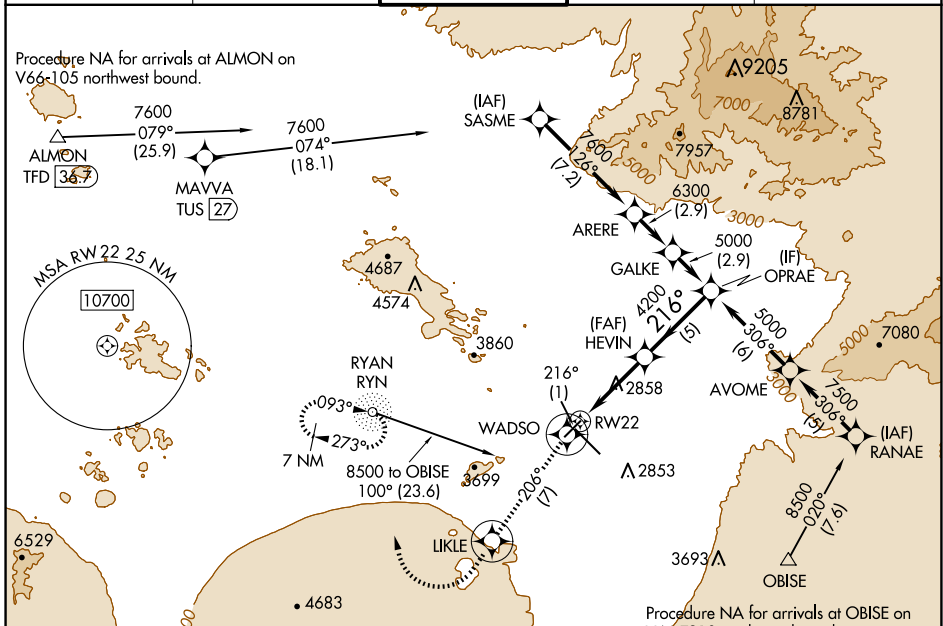 Procedure NA for arrivals at ALMON on
V66-105 northwest bound.
7600
079°
(25.9)
7600
074°
(18.1)
ALMON
TFD 36.7
MAVVA
TUS 27
(IAF)
SASME
7600
126°
(7.2)
5000
9205
7000
8781
7957
6300
(2.9)
3000
ARERE
5000
(2.9)
GALKE
(IF)
OPRAE
MSA RW22 25 NM
10700
4687
4574
3860
4200
216°
(5)
(FAF)
HEVIN
5000
306°
(6)
5000
7080
AVOME
3000
7500
306°
(5)
(IAF)
RANAE
RYAN
RYN
093°
273°
7 NM
8500 to OBISE
100° (23.6)
216°
(1)
2858
WADSO
RW22
3699
2853
206°
(7)
8500
020°
(7.6)
6529
LIKLE
3693
OBISE
4683
Procedure NA for arrivals at OBISE on